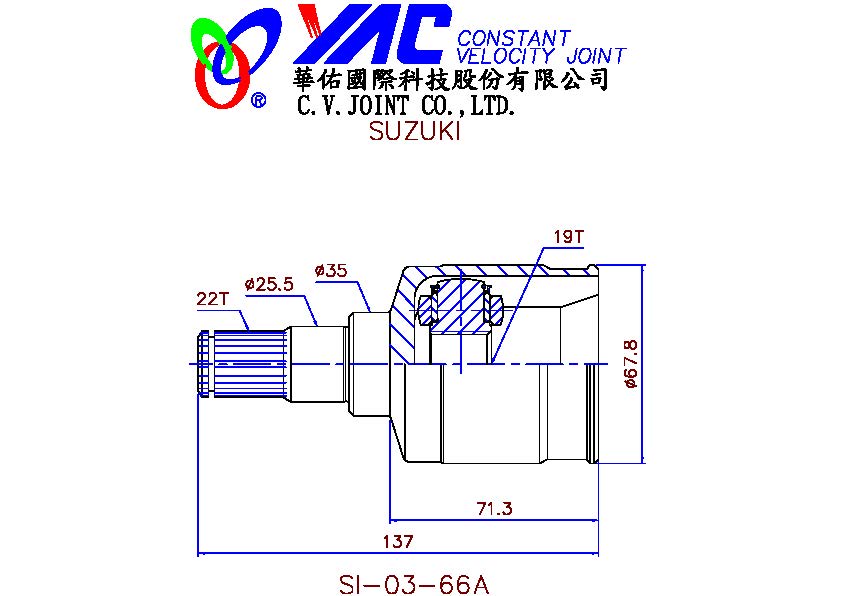 YAC CONSTANT
VELOCITY JOINT
®
華佑國際科技股份有限公司
C.V.JOINT CO.,LTD.
SUZUKI
19T
ø35
ø25.5
22T
ø67.8
71.3
137
SI-03-66A